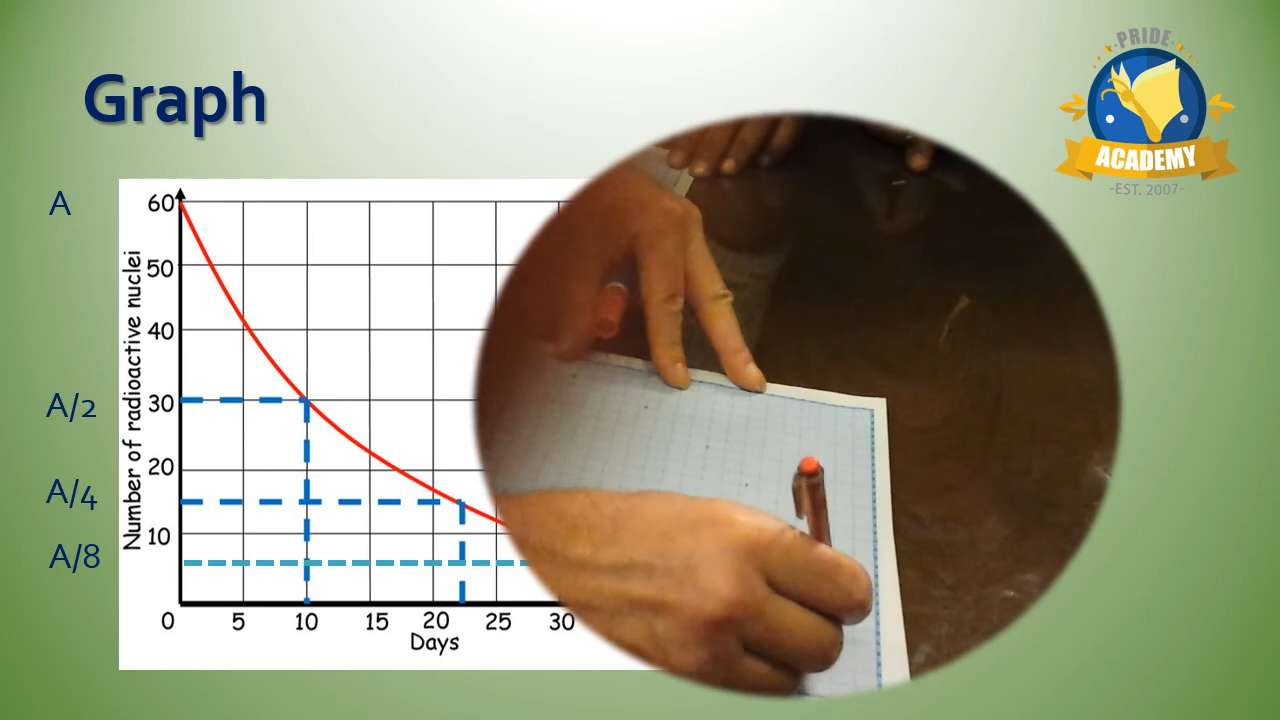 Graph
PRIDE
ACADEMY
-EST. 2007-
A
A/2
A/4
A/8
Number of radioactive nuclei
60
50
40
30
20
10
0 5 10 15 20 25 30
Days